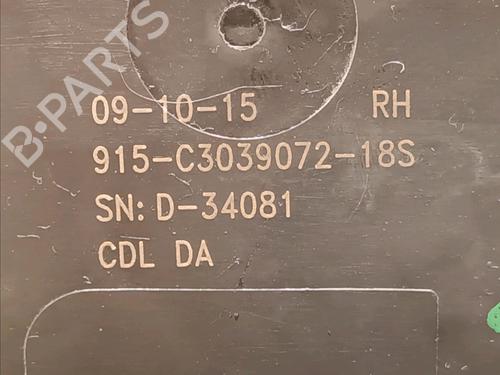 B-PARTS
09-10-15 RH
915-C3039072-18S
SN: D-34081
CDL DA